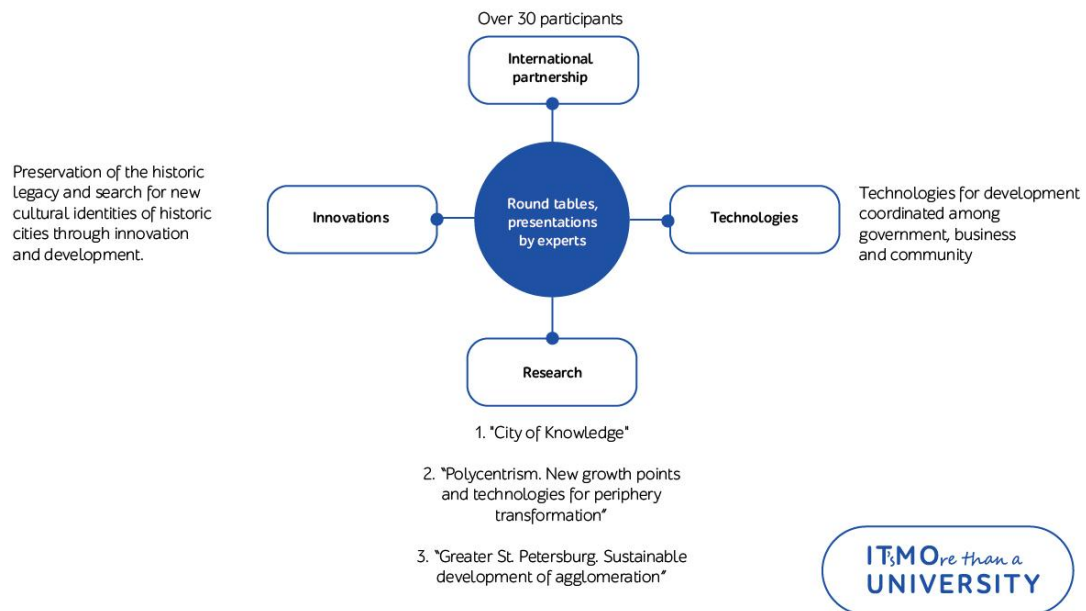 Over 30 participants
International
partnership
Preservation of the historic
legacy and search for new
cultural identities of historic
cities through innovation
and development.
Innovations
Round tables,
presentations
by experts
Technologies
Technologies for development
coordinated among
government, business
and community
Research
1. "City of Knowledge"
2. “Polycentrism. New growth points
and technologies for periphery
transformation”
3. “Greater St. Petersburg. Sustainable
development of agglomeration”
IT'sMOre than a
UNIVERSITY